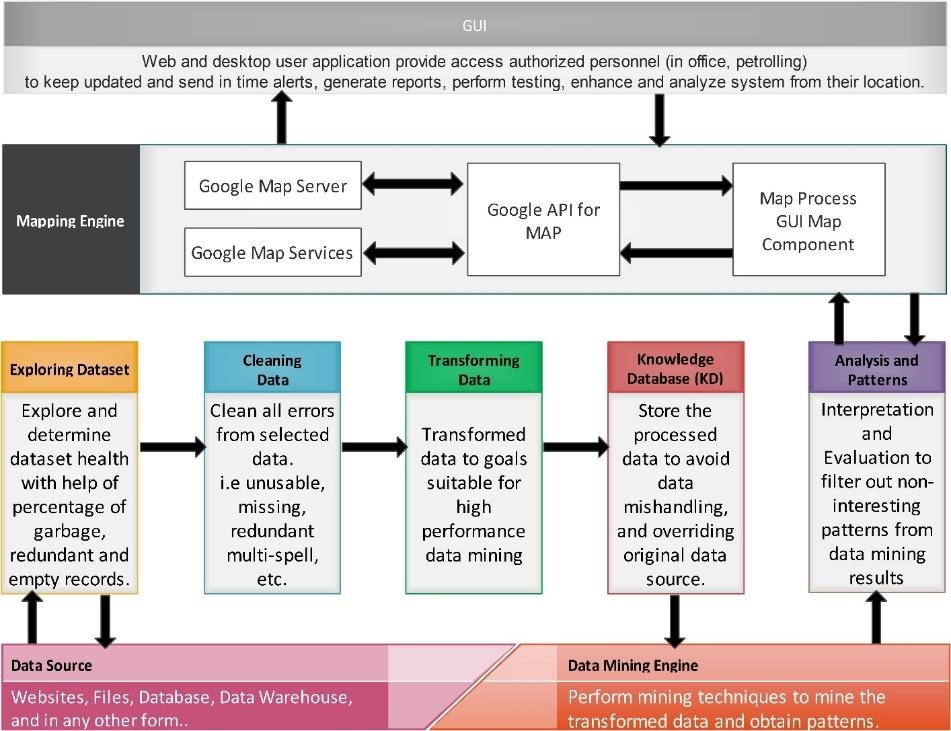 GUI
Web and desktop user application provide access authorized personnel (in office, petrolling)
to keep updated and send in time alerts, generate reports, perform testing, enhance and analyze system from their location.
Mapping Engine
Google Map Server
Google Map Services
Google API for
MAP
Map Process
GUI Map
Component
Exploring Dataset
Explore and
determine
dataset health
with help of
percentage of
garbage,
redundant and
empty records.
Cleaning
Data
Clean all errors
from selected
data.
i.e unusable,
missing,
redundant
multi-spell,
etc.
Transforming
Data
Transformed
data to goals
suitable for
high
performance
data mining
Knowledge
Database (KD)
Store the
processed
data to avoid
data
mishandling,
and overriding
original data
source.
Analysis and
Patterns
Interpretation
and
Evaluation to
filter out non-
interesting
patterns from
data mining
results
Data Source
Websites, Files, Database, Data Warehouse,
and in any other form..
Data Mining Engine
Perform mining techniques to mine the
transformed data and obtain patterns.